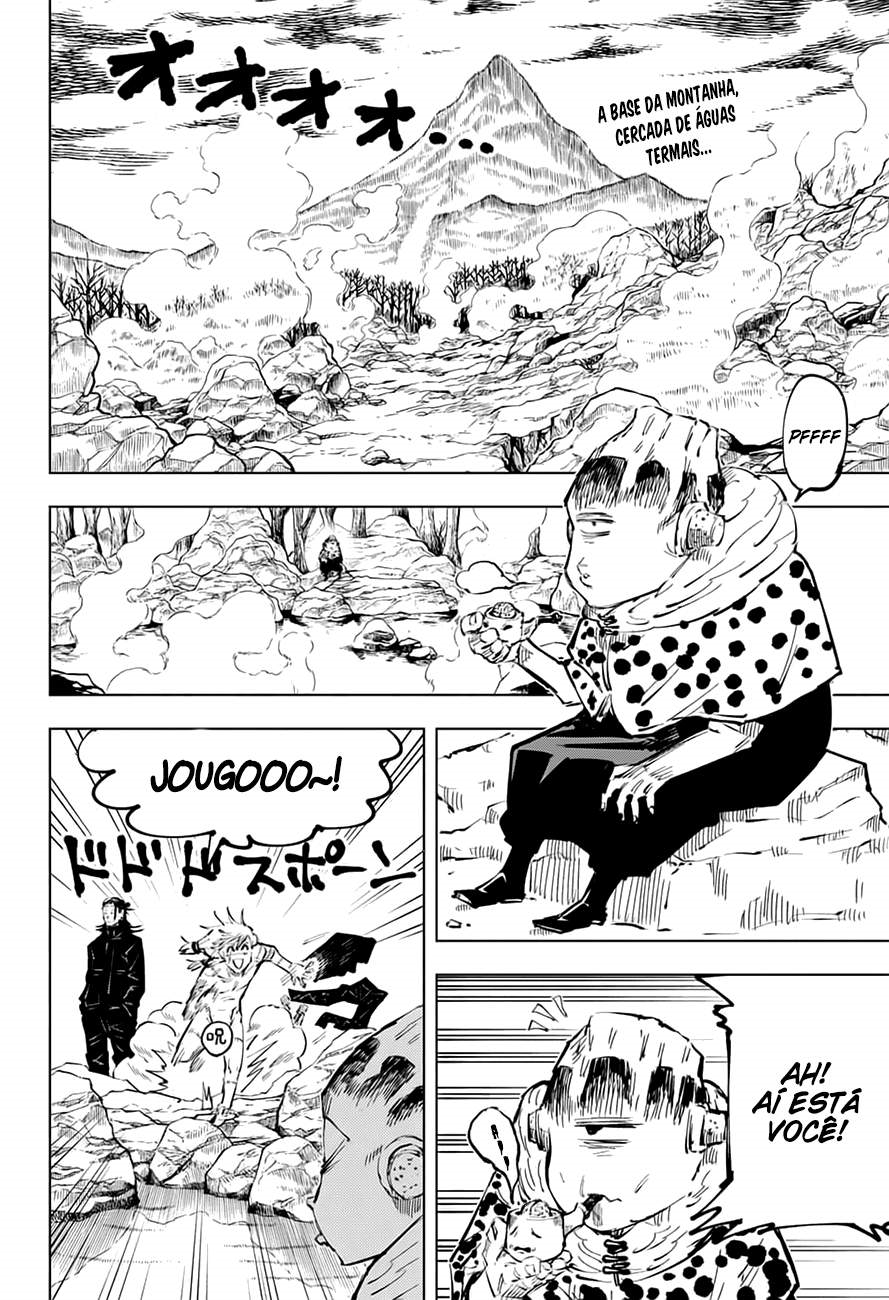 オオオオ・・・
A BASE DA MONTANHA,
CERCADA DE ÁGUAS
TERMAIS...
PFFFF
AH!
AÍ ESTÁ
VOCÊ!
JOUGOOO~!
スポーン
ドドドド
呪